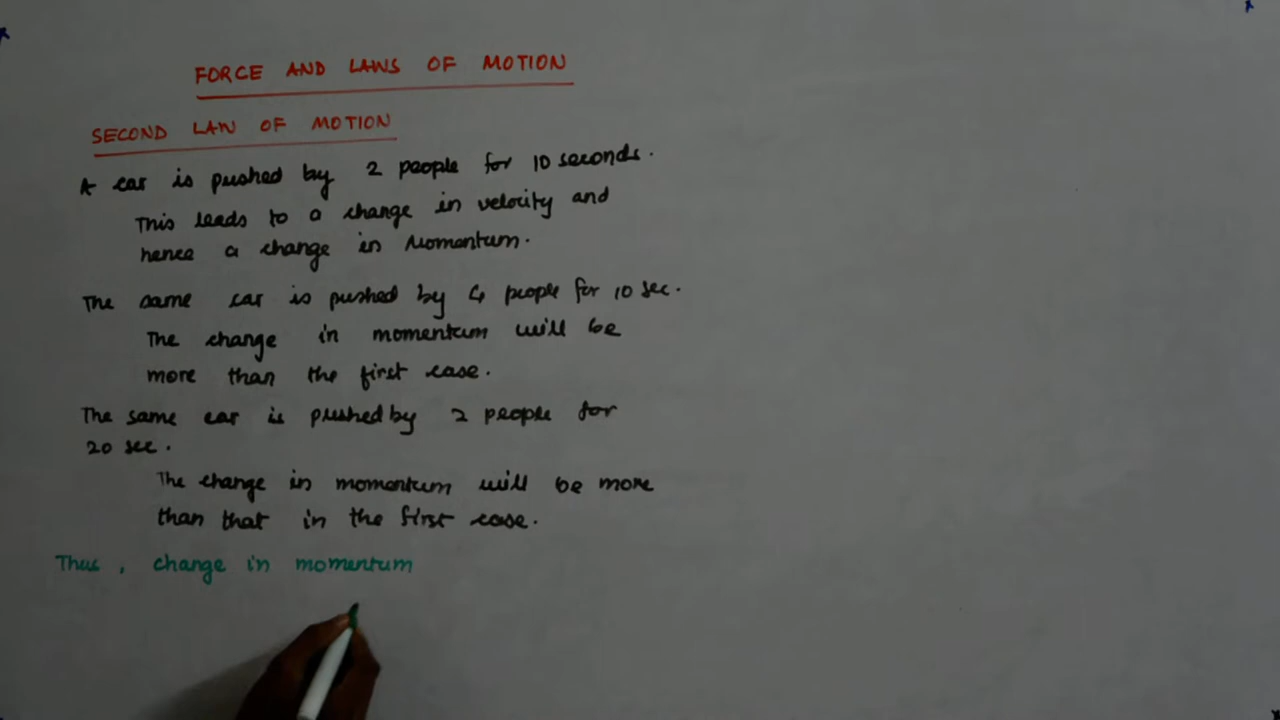 FORCE AND LAWS OF MOTION
SECOND LAW OF MOTION
A car is pushed by 2 people for 10 seconds.
This leads to a change in velocity and
hence a change in Momentum.
The same car is pushed by 4 people for 10 sec.
The change in momentum will be
more than the first case.
The same car is pushed by 2 people for
20 sec.
The change in momentum will be more
than that in the first case.
Thus, change in momentum